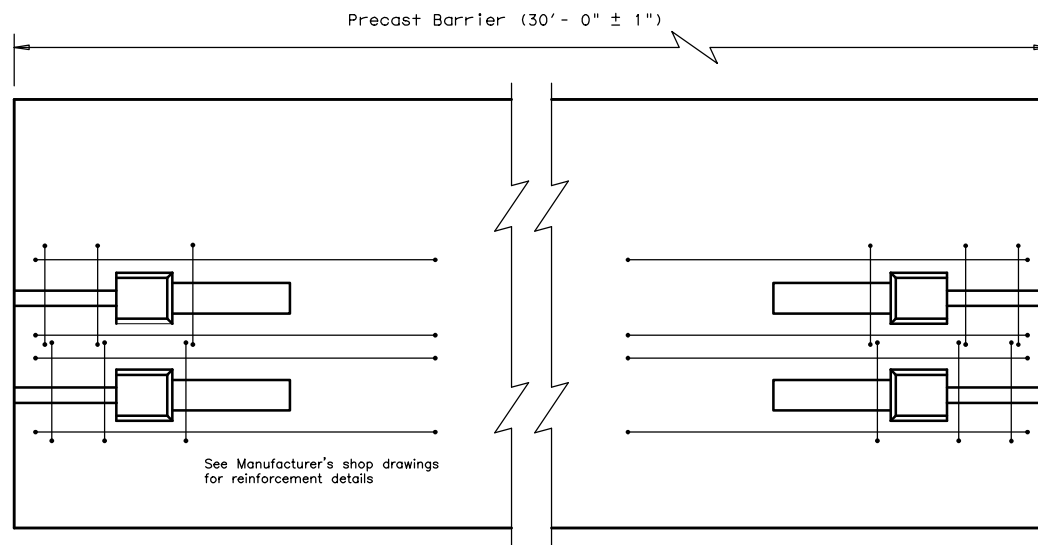 Precast Barrier (30'- 0" ± 1")
See Manufacturer's shop drawings
for reinforcement details